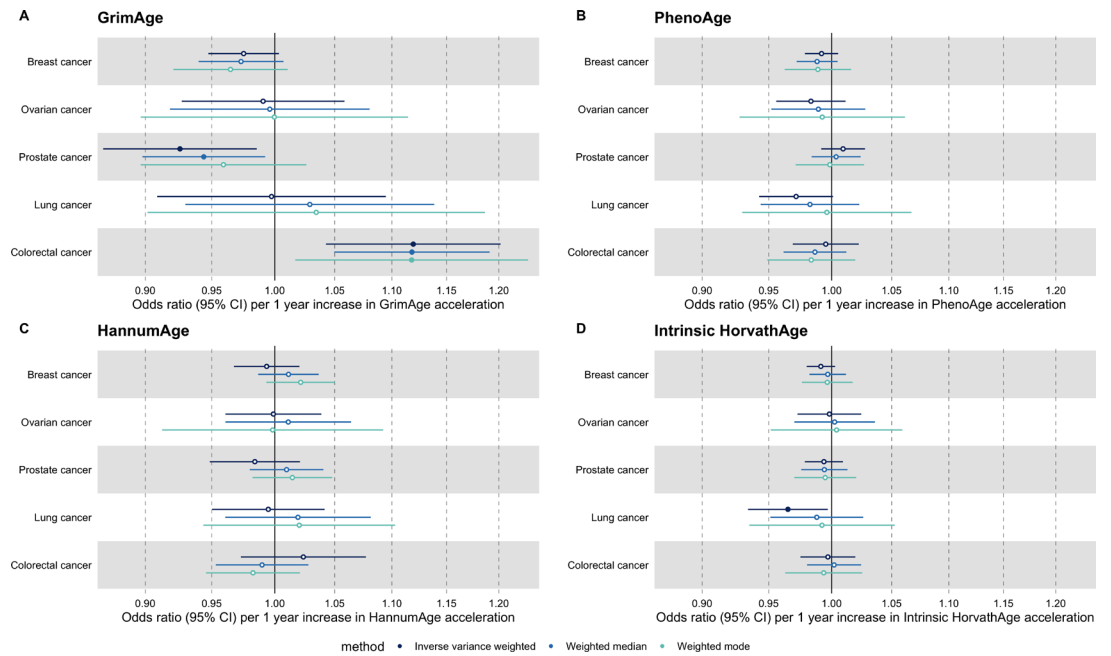 A
GrimAge
Breast cancer
Ovarian cancer
Prostate cancer
Lung cancer
Colorectal cancer
0.90 0.95 1.00 1.05 1.10 1.15 1.20
Odds ratio (95% CI) per 1 year increase in GrimAge acceleration
B
PhenoAge
Breast cancer
Ovarian cancer
Prostate cancer
Lung cancer
Colorectal cancer
0.90 0.95 1.00 1.05 1.10 1.15 1.20
Odds ratio (95% CI) per 1 year increase in PhenoAge acceleration
C
HannumAge
Breast cancer
Ovarian cancer
Prostate cancer
Lung cancer
Colorectal cancer
0.90 0.95 1.00 1.05 1.10 1.15 1.20
Odds ratio (95% CI) per 1 year increase in HannumAge acceleration
D
Intrinsic HorvathAge
Breast cancer
Ovarian cancer
Prostate cancer
Lung cancer
Colorectal cancer
0.90 0.95 1.00 1.05 1.10 1.15 1.20
Odds ratio (95% CI) per 1 year increase in Intrinsic HorvathAge acceleration
method Inverse variance weighted Weighted median Weighted mode